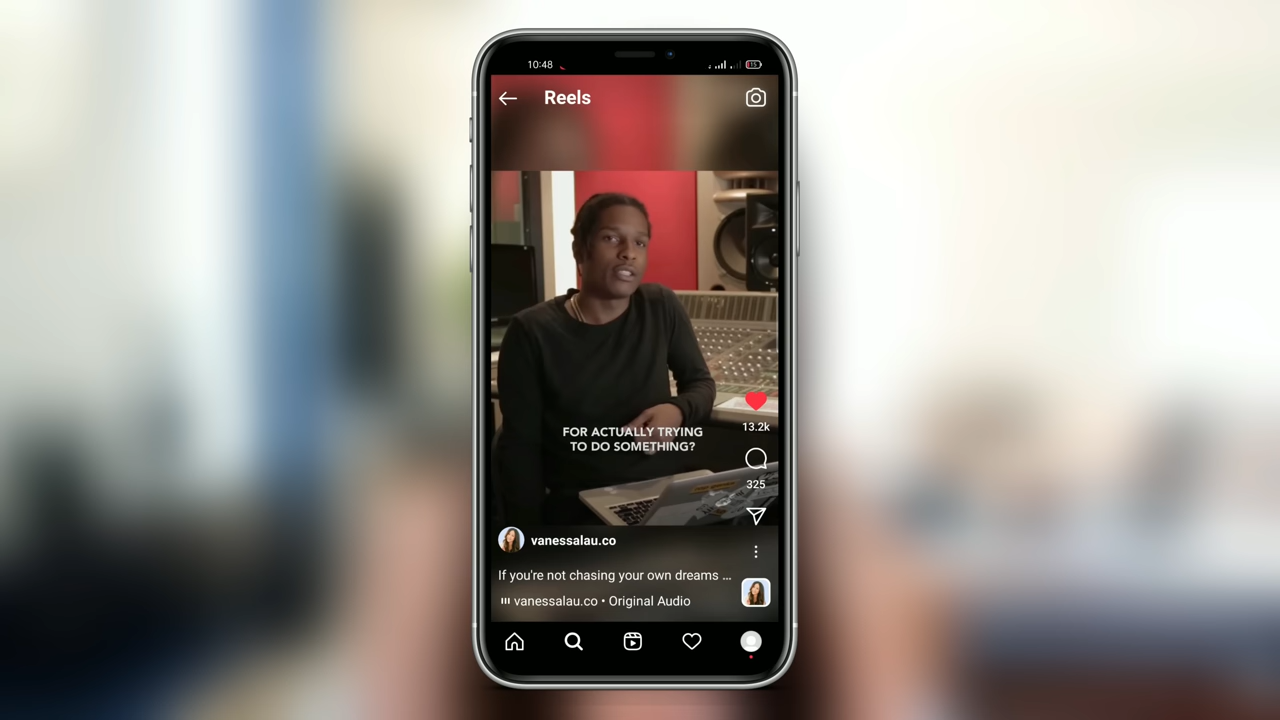 10:48
15
Reels
FOR ACTUALLY TRYING
TO DO SOMETHING?
13.2k
325
vanessalau.co
If you're not chasing your own dreams ...
vanessalau.co • Original Audio